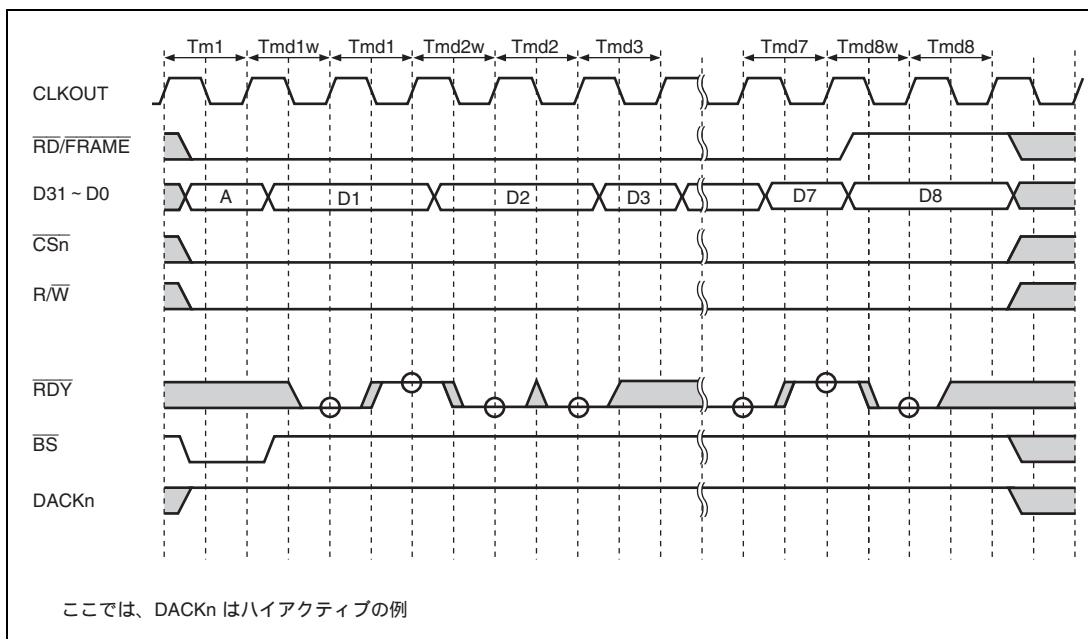 Tm1 Tmd1w Tmd1 Tmd2w Tmd2 Tmd3 Tmd7 Tmd8w Tmd8
CLKOUT
RD/FRAME
D31 ~ D0 A D1 D2 D3 D7 D8
CSn
R/W
RDY
BS
DACKn
ここでは、DACKn はハイアクティブの例